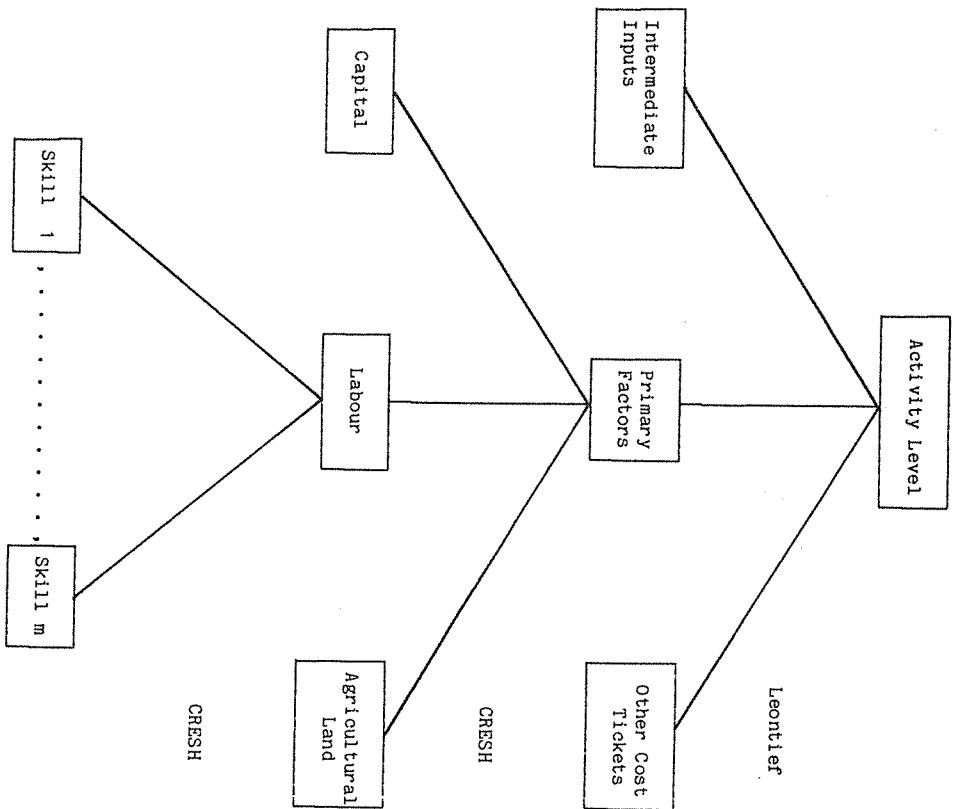 Activity Level
Leontief
Intermediate
Inputs
Primary
Factors
Other Cost
Tickets
CRESH
Capital
Labour
Agricultural
Land
CRESH
Skill 1 , . . . . . . . . . . . . , Skill m